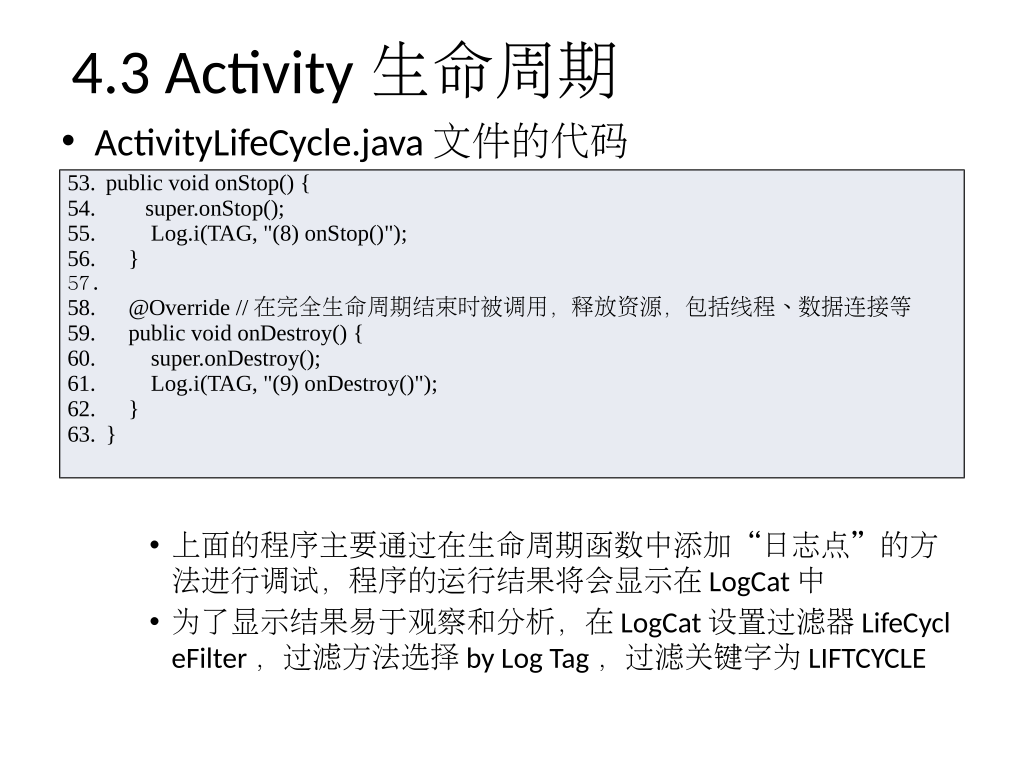 4.3 Activity 生命周期
• ActivityLifeCycle.java 文件的代码
53. public void onStop() {
54. super.onStop();
55. Log.i(TAG, "(8) onStop()");
56. }
57.
58. @Override // 在完全生命周期结束时被调用，释放资源，包括线程、数据连接等
59. public void onDestroy() {
60. super.onDestroy();
61. Log.i(TAG, "(9) onDestroy()");
62. }
63. }
• 上面的程序主要通过在生命周期函数中添加“日志点”的方
法进行调试，程序的运行结果将会显示在 LogCat 中
• 为了显示结果易于观察和分析，在 LogCat 设置过滤器 LifeCycl
eFilter ，过滤方法选择 by Log Tag ，过滤关键字为 LIFTCYCLE